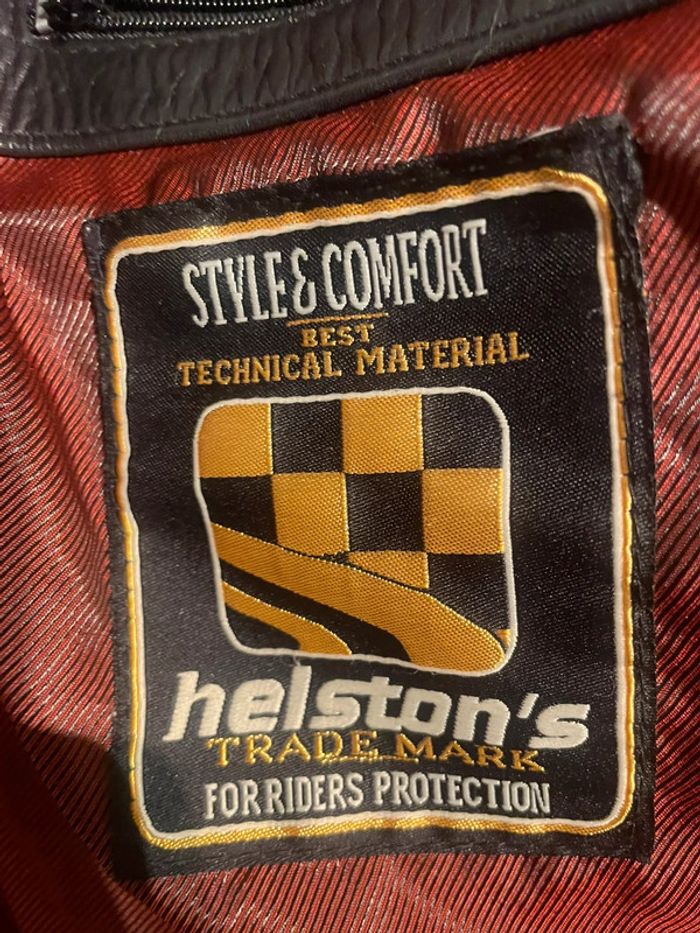 STYLE & COMFORT
BEST
TECHNICAL MATERIAL
helston's
TRADE MARK
FOR RIDERS PROTECTION